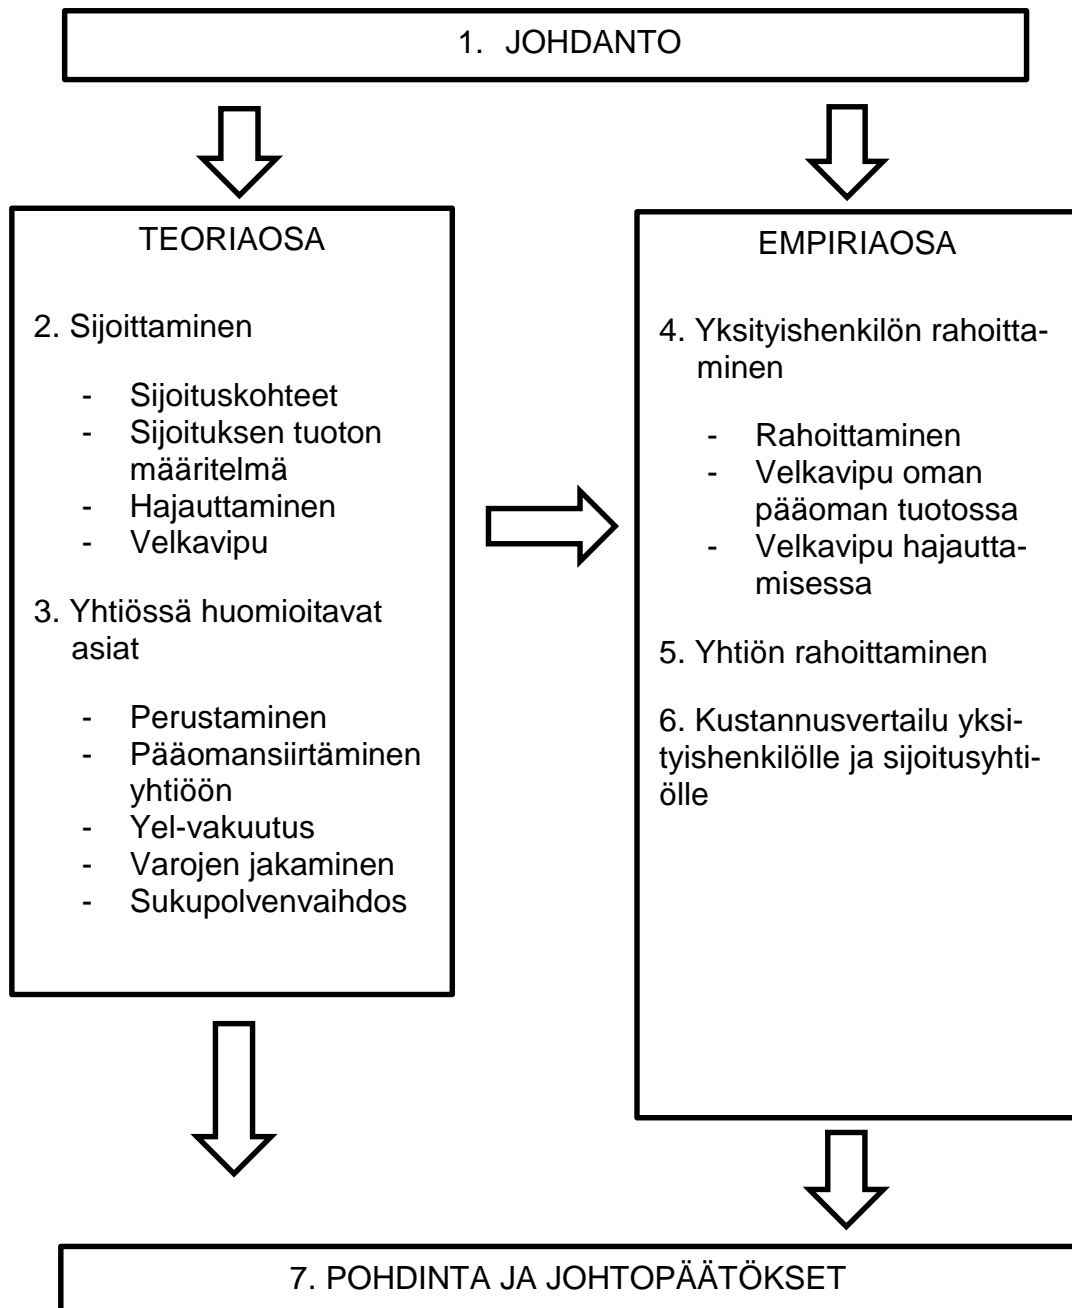 1. JOHDANTO
TEORIAOSA
2. Sijoittaminen
- Sijoituskohteet
- Sijoituksen tuoton
määritelmä
- Hajauttaminen
- Velkavipu
3. Yhtiössä huomioitavat
asiat
- Perustaminen
- Pääomansiirtäminen
yhtiöön
- Yel-vakuutus
- Varojen jakaminen
- Sukupolvenvaihdos
EMPIRIAOSA
4. Yksityishenkilön rahoitta-
minen
- Rahoittaminen
- Velkavipu oman
pääoman tuotossa
- Velkavipu hajautta-
misessa
5. Yhtiön rahoittaminen
6. Kustannusvertailu yksi-
tyishenkilölle ja sijoitusyhti-
ölle
7. POHDINTA JA JOHTOPÄÄTÖKSET